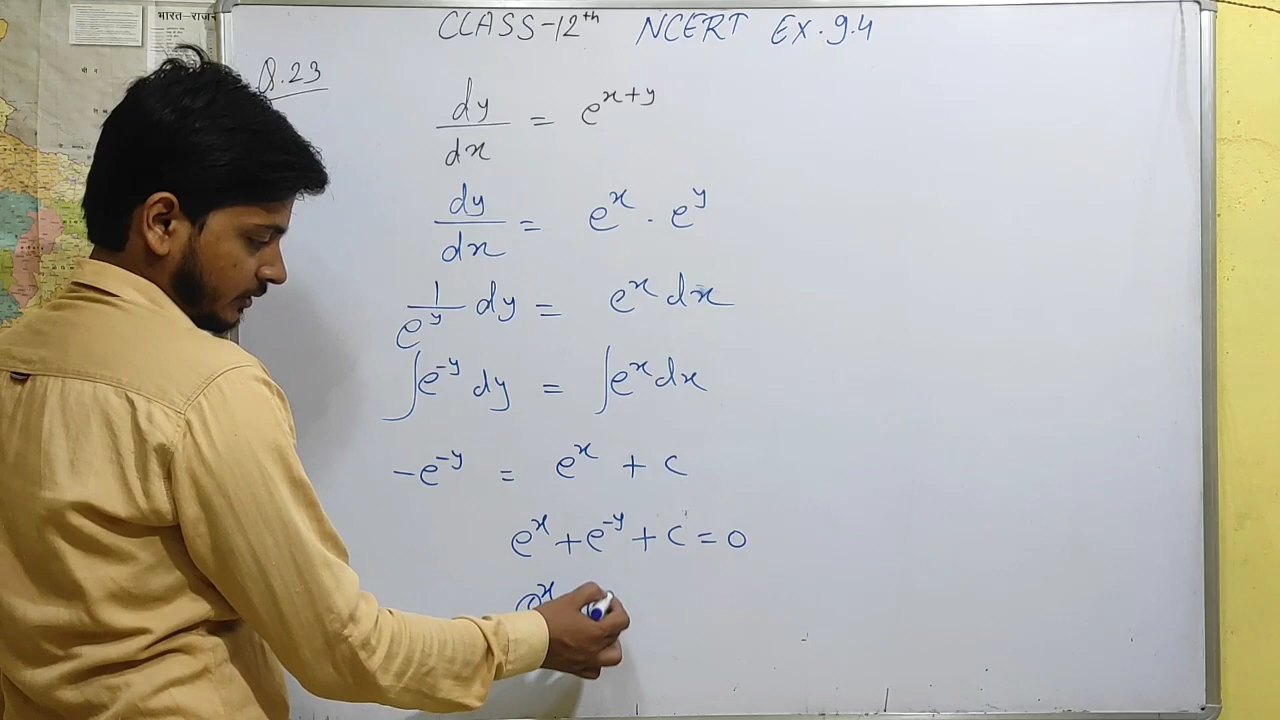 भारत-राजन
CLASS-12th NCERT EX.9.4
Q.23
dy/dx = e^{x+y}
dy/dx = e^x . e^y
1/e^y dy = e^x dx
∫e^{-y} dy = ∫e^x dx
-e^{-y} = e^x + c
e^x + e^{-y} + c = 0
e^x